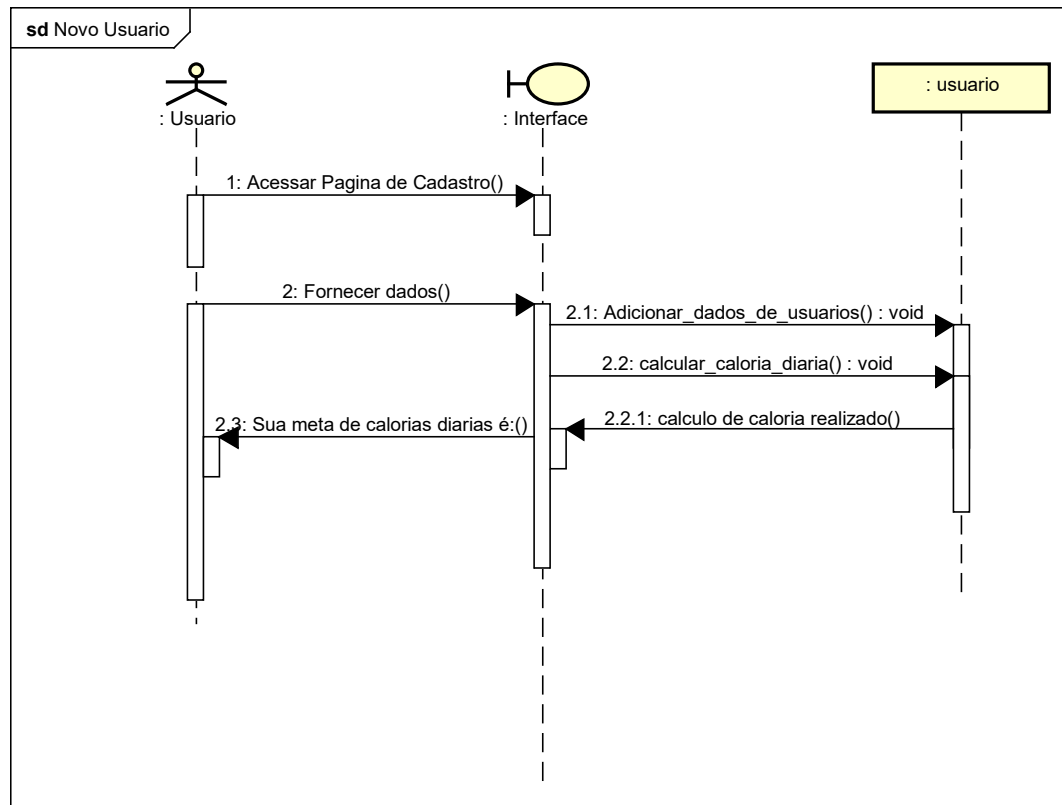 sd Novo Usuario
: Usuario
: Interface
: usuario
1: Acessar Pagina de Cadastro()
2: Fornecer dados()
2.1: Adicionar_dados_de_usuarios() : void
2.2: calcular_caloria_diaria() : void
2.2.1: calculo de caloria realizado()
2.3: Sua meta de calorias diarias é:()